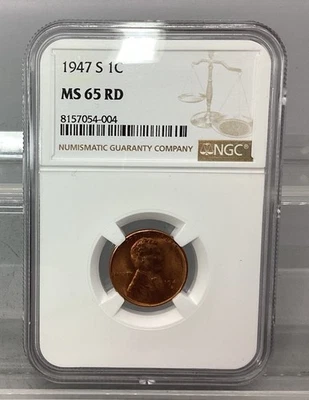 1947 S 1C
MS 65 RD
8157054-004
NUMISMATIC GUARANTY COMPANY NGC